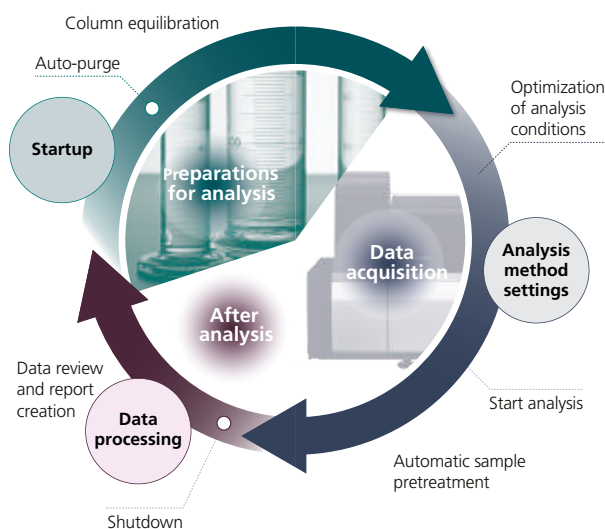 Column equilibration
Auto-purge
Startup
Preparations
for analysis
Optimization
of analysis
conditions
Data
acquisition
Analysis
method
settings
After
analysis
Data review
and report
creation
Data
processing
Start analysis
Automatic sample
pretreatment
Shutdown